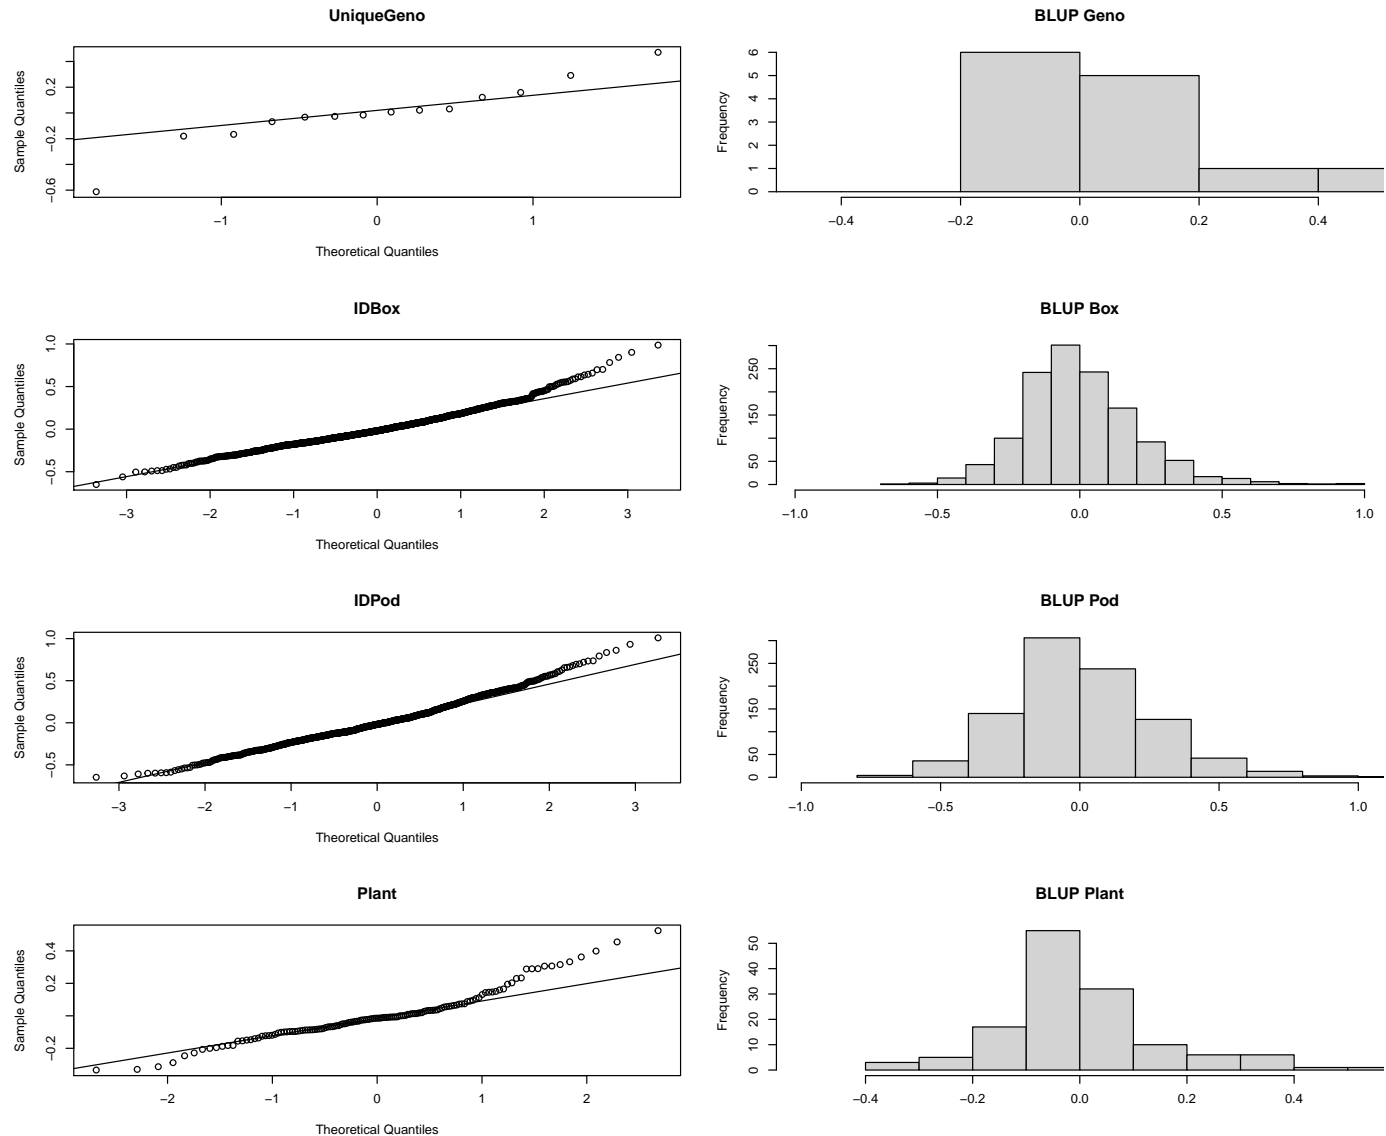 UniqueGeno
Sample Quantiles
−0.6 −0.2 0.2
−1 0 1
Theoretical Quantiles
BLUP Geno
Frequency
0 1 2 3 4 5 6
−0.4 −0.2 0.0 0.2 0.4
IDBox
Sample Quantiles
−0.5 0.0 0.5 1.0
−3 −2 −1 0 1 2 3
Theoretical Quantiles
BLUP Box
Frequency
0 50 150 250
−1.0 −0.5 0.0 0.5 1.0
IDPod
Sample Quantiles
−0.5 0.0 0.5 1.0
−3 −2 −1 0 1 2 3
Theoretical Quantiles
BLUP Pod
Frequency
0 50 150 250
−1.0 −0.5 0.0 0.5 1.0
Plant
Sample Quantiles
−0.2 0.2 0.4
−2 −1 0 1 2
Theoretical Quantiles
BLUP Plant
Frequency
0 10 20 30 40 50
−0.4 −0.2 0.0 0.2 0.4